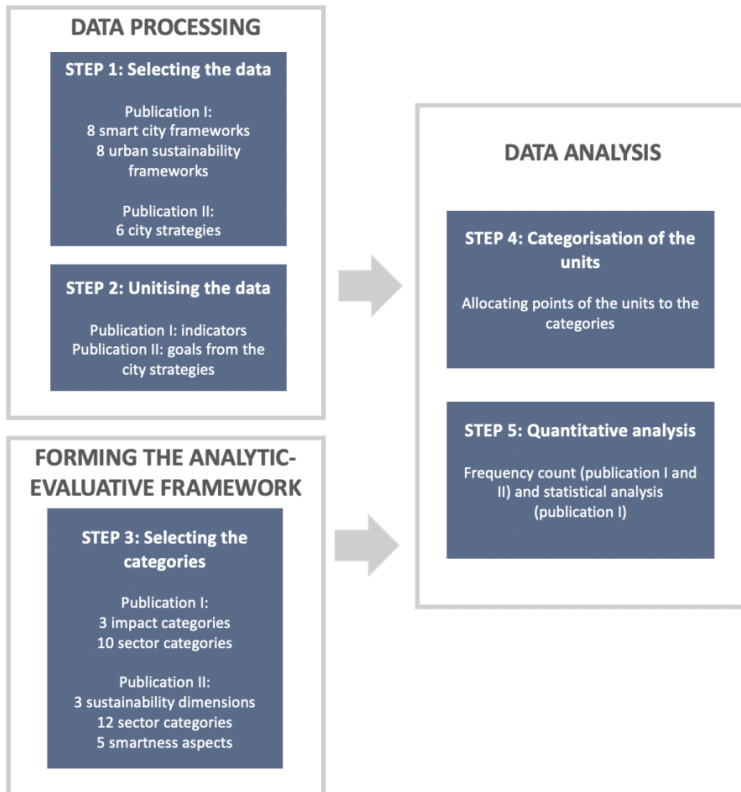 DATA PROCESSING
STEP 1: Selecting the data
Publication I:
8 smart city frameworks
8 urban sustainability
frameworks
Publication II:
6 city strategies
STEP 2: Unitising the data
Publication I: indicators
Publication II: goals from the
city strategies
FORMING THE ANALYTIC-
EVALUATIVE FRAMEWORK
STEP 3: Selecting the
categories
Publication I:
3 impact categories
10 sector categories
Publication II:
3 sustainability dimensions
12 sector categories
5 smartness aspects
DATA ANALYSIS
STEP 4: Categorisation of the
units
Allocating points of the units to the
categories
STEP 5: Quantitative analysis
Frequency count (publication I and
II) and statistical analysis
(publication I)